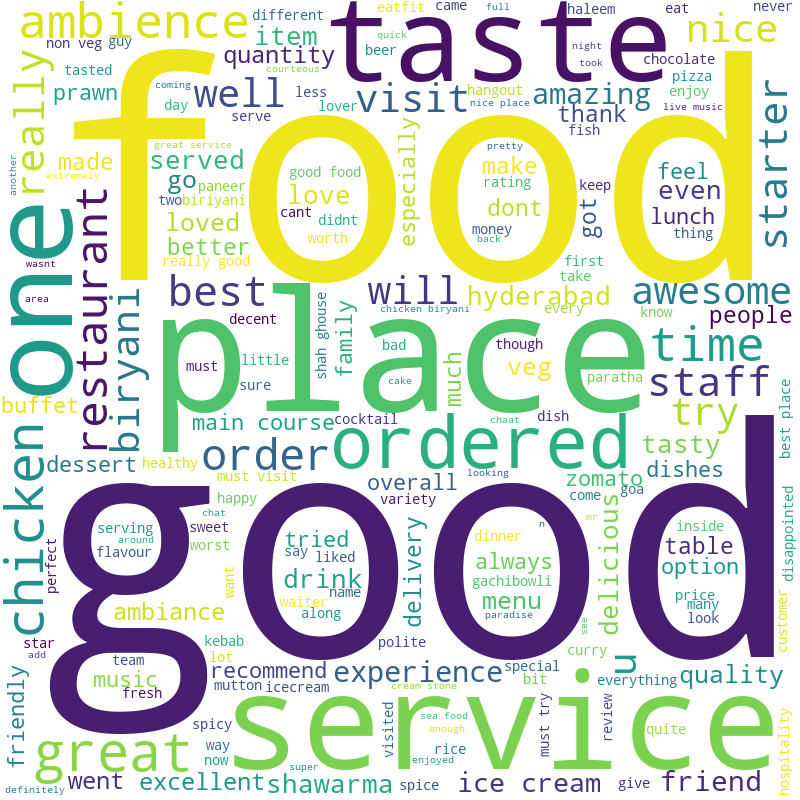 ambience
different
guy
came
eatfit
quick
full
haleem
eat
never
non veg
item
beer
night
took
taste
nice
tasted
courteous
quantity
chocolate
prawn
day
well
less
lover
visit
hangout
nice place
amazing
pizza
enjoy
live music
really
serve
thank
fish
starter
food
great service
pretty
made
served
good food
especially
make
rating
feel
another
extremely
coming
go
paneer
love
keep
even
two
biriyani
cant
didnt
dont
got
lunch
restaurant
loved
worth
money
back
thing
better
really good
first
take
one
wasnt
area
best
will
hyderabad
awesome
biryani
shah ghouse
chicken biryani
every
know
people
place
decent
family
must
little
bad
though
time
sure
cake
much
veg
paratha
staff
buffet
main course
cocktail
ordered
chaat
dish
try
best place
chicken
dessert
healthy
order
looking
tasty
must visit
overall
zomato
dishes
happy
variety
come
goa
good
chat
sweet
n
mr
disappointed
serving
around
flavour
worst
tried
say
liked
delivery
dinner
always
gachibowli
delicious
inside
table
option
perfect
want
drink
name
waiter
along
menu
paradise
price
many
look
ambiance
see
customer
star
add
team
kebab
lot
polite
curry
u
friendly
music
fresh
recommend
mutton
icecream
experience
cream stone
special
bit
everything
quality
service
spicy
way
now
visited
sea food
enough
must try
review
quite
hospitality
great
super
enjoyed
rice
definitely
went
excellent
shawarma
spice
ice cream
give
friend